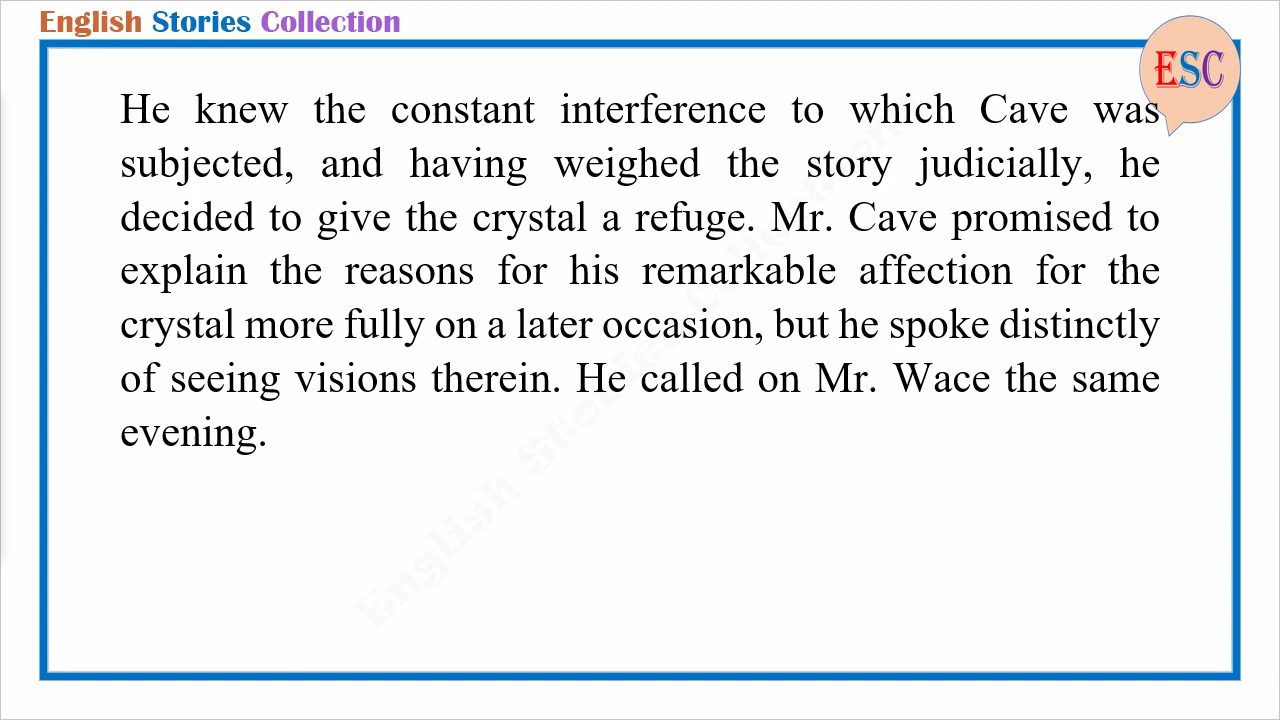 English Stories Collection
ESC
He knew the constant interference to which Cave was
subjected, and having weighed the story judicially, he
decided to give the crystal a refuge. Mr. Cave promised to
explain the reasons for his remarkable affection for the
crystal more fully on a later occasion, but he spoke distinctly
of seeing visions therein. He called on Mr. Wace the same
evening.
English Stories Collection